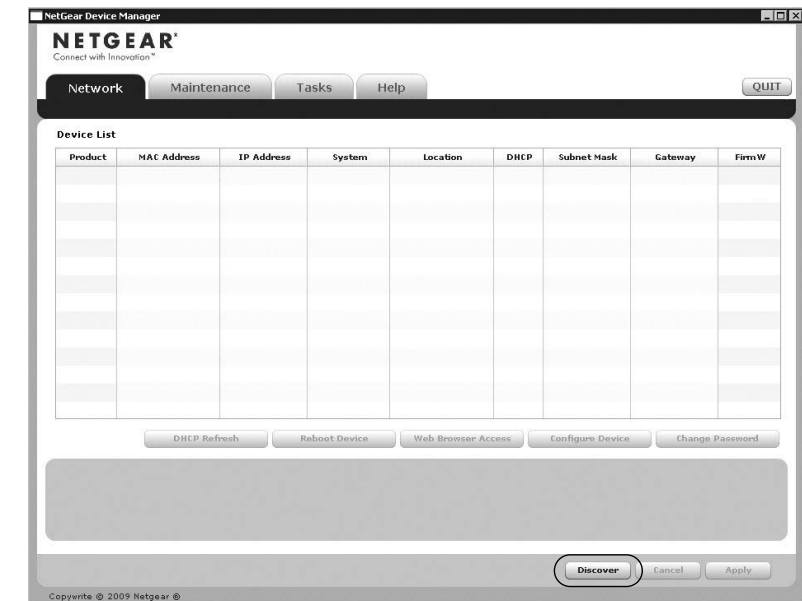 NetGear Device Manager
NETGEAR®
Connect with Innovation™
Network Maintenance Tasks Help QUIT
Device List
Product MAC Address IP Address System Location DHCP Subnet Mask Gateway FirmW
DHCP Refresh Reboot Device Web Browser Access Configure Device Change Password
Discover Cancel Apply
Copywrite © 2009 Netgear ®